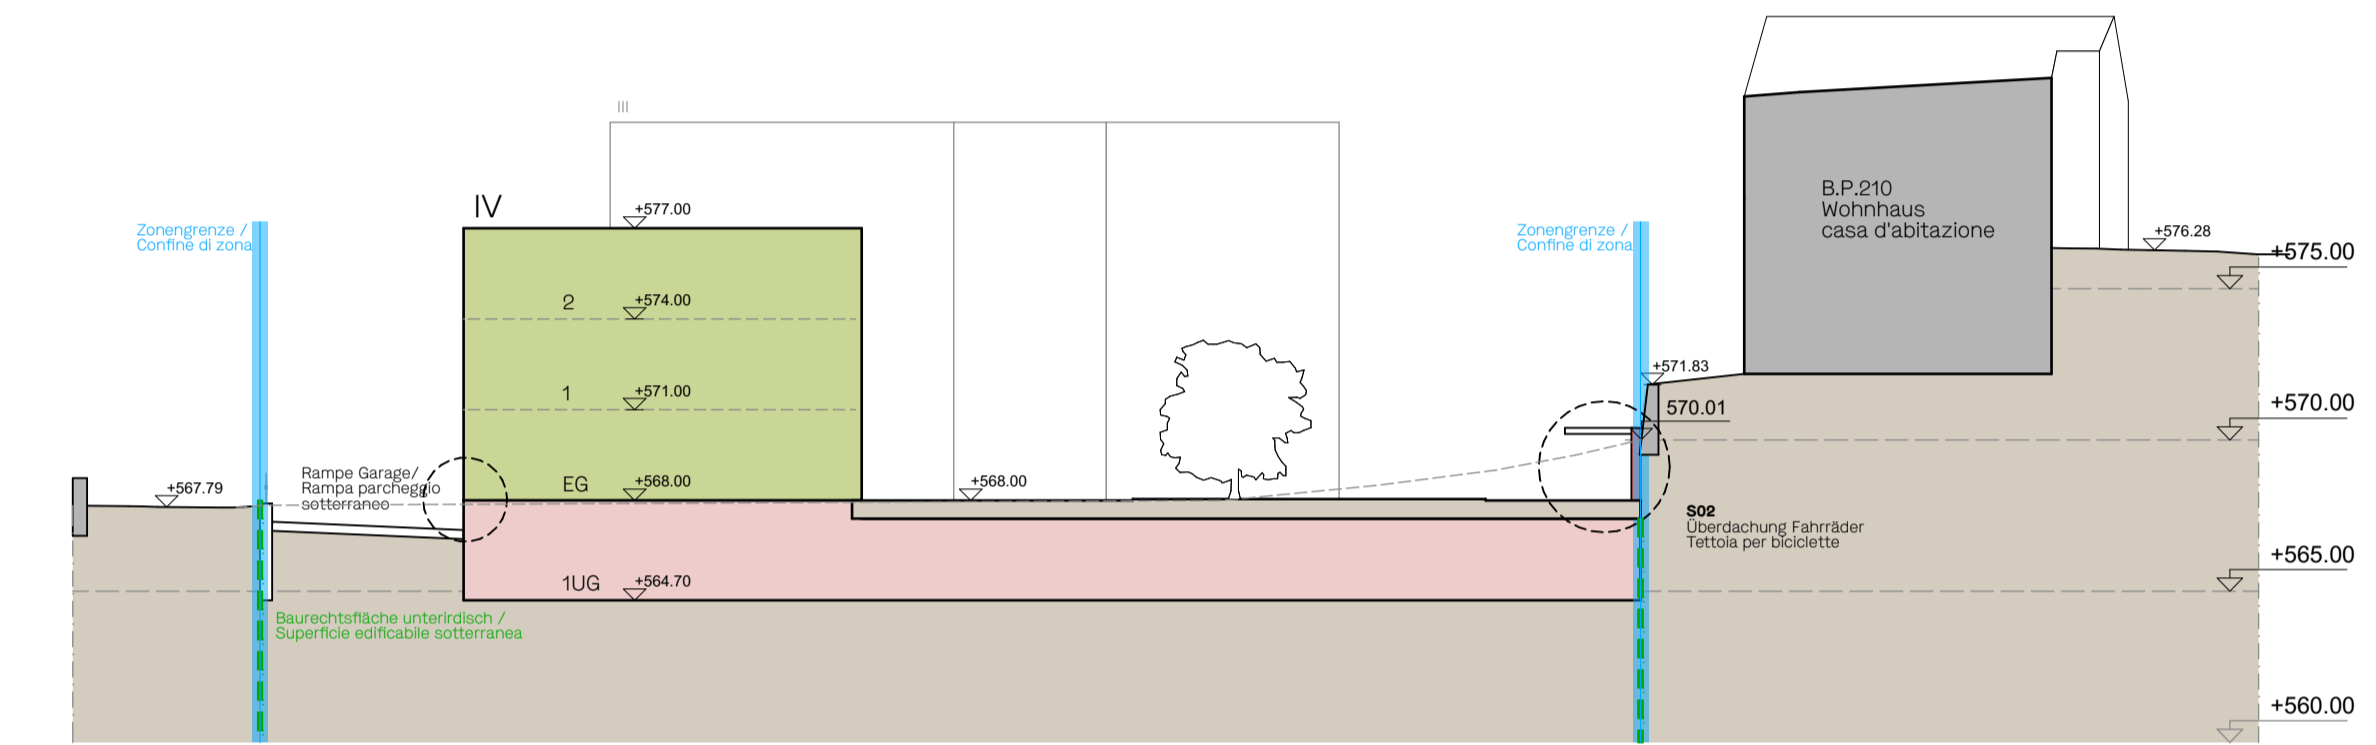 III
IV
+577.00
Zonengrenze /
Confine di zona
2
+574.00
1
+571.00
EG
+568.00
+568.00
Rampe Garage/
Rampa parcheggio
sotterraneo
+567.79
1UG
+564.70
Baurechtsfläche unterirdisch /
Superficie edificabile sotterranea
Zonengrenze /
Confine di zona
+571.83
570.01
S02
Überdachung Fahrräder
Tettoia per biciclette
B.P.210
Wohnhaus
casa d'abitazione
+576.28
+575.00
+570.00
+565.00
+560.00